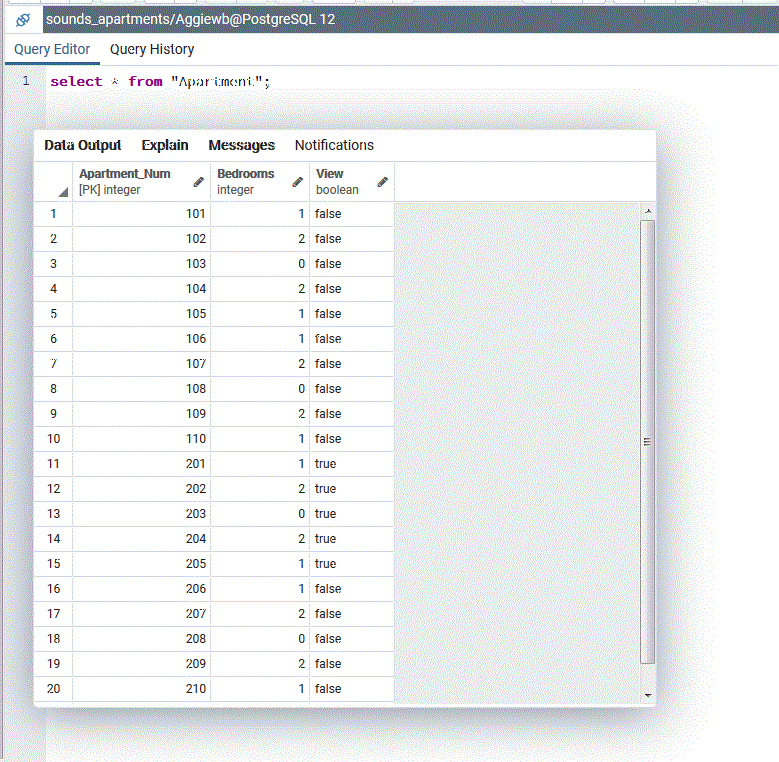 sounds_apartments/Aggiewb@PostgreSQL 12
Query Editor Query History
1 select * from "Apartment";
Data Output Explain Messages Notifications
Apartment_Num Bedrooms View
[PK] integer integer boolean
1 101 1 false
2 102 2 false
3 103 0 false
4 104 2 false
5 105 1 false
6 106 1 false
7 107 2 false
8 108 0 false
9 109 2 false
10 110 1 false
11 201 1 true
12 202 2 true
13 203 0 true
14 204 2 true
15 205 1 true
16 206 1 false
17 207 2 false
18 208 0 false
19 209 2 false
20 210 1 false